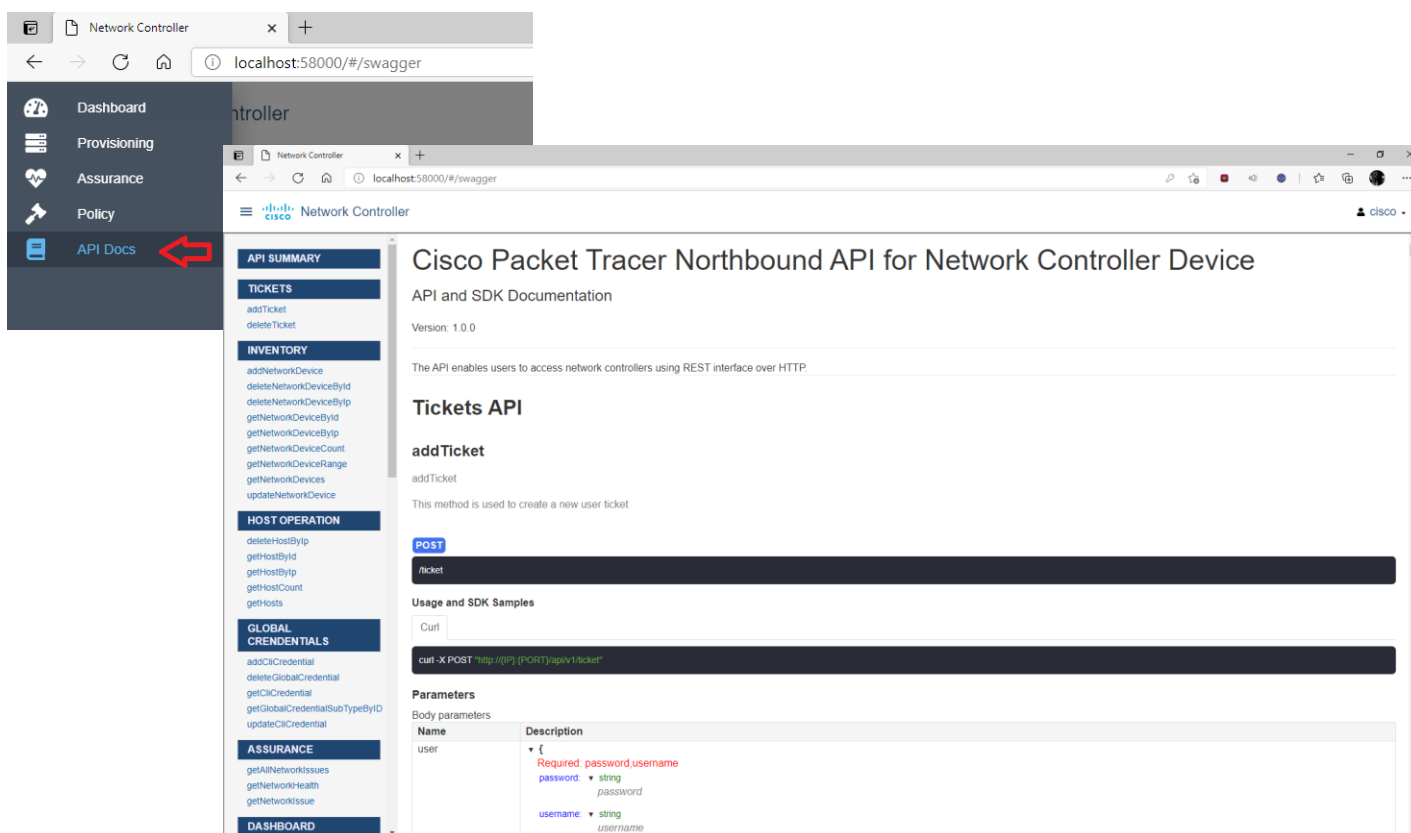 Network Controller
localhost:58000/#/swagger
Dashboard
ntroller
Provisioning
Assurance
Policy
API Docs
Network Controller
localhost:58000/#/swagger
cisco Network Controller
cisco
API SUMMARY
TICKETS
addTicket
deleteTicket
INVENTORY
addNetworkDevice
deleteNetworkDeviceById
deleteNetworkDeviceByIp
getNetworkDeviceById
getNetworkDeviceByIp
getNetworkDeviceCount
getNetworkDeviceRange
getNetworkDevices
updateNetworkDevice
HOST OPERATION
deleteHostByIp
getHostById
getHostByIp
getHostCount
getHosts
GLOBAL
CRENDENTIALS
addCliCredential
deleteGlobalCredential
getCliCredential
getGlobalCredentialSubTypeByID
updateCliCredential
ASSURANCE
getAllNetworkIssues
getNetworkHealth
getNetworkIssue
DASHBOARD
Cisco Packet Tracer Northbound API for Network Controller Device
API and SDK Documentation
Version: 1.0.0
The API enables users to access network controllers using REST interface over HTTP.
Tickets API
addTicket
addTicket
This method is used to create a new user ticket
POST
/ticket
Usage and SDK Samples
Curl
curl -X POST "http://{IP}:{PORT}/api/v1/ticket"
Parameters
Body parameters
Name Description
user {
Required: password,username
password: string
password
username: string
username